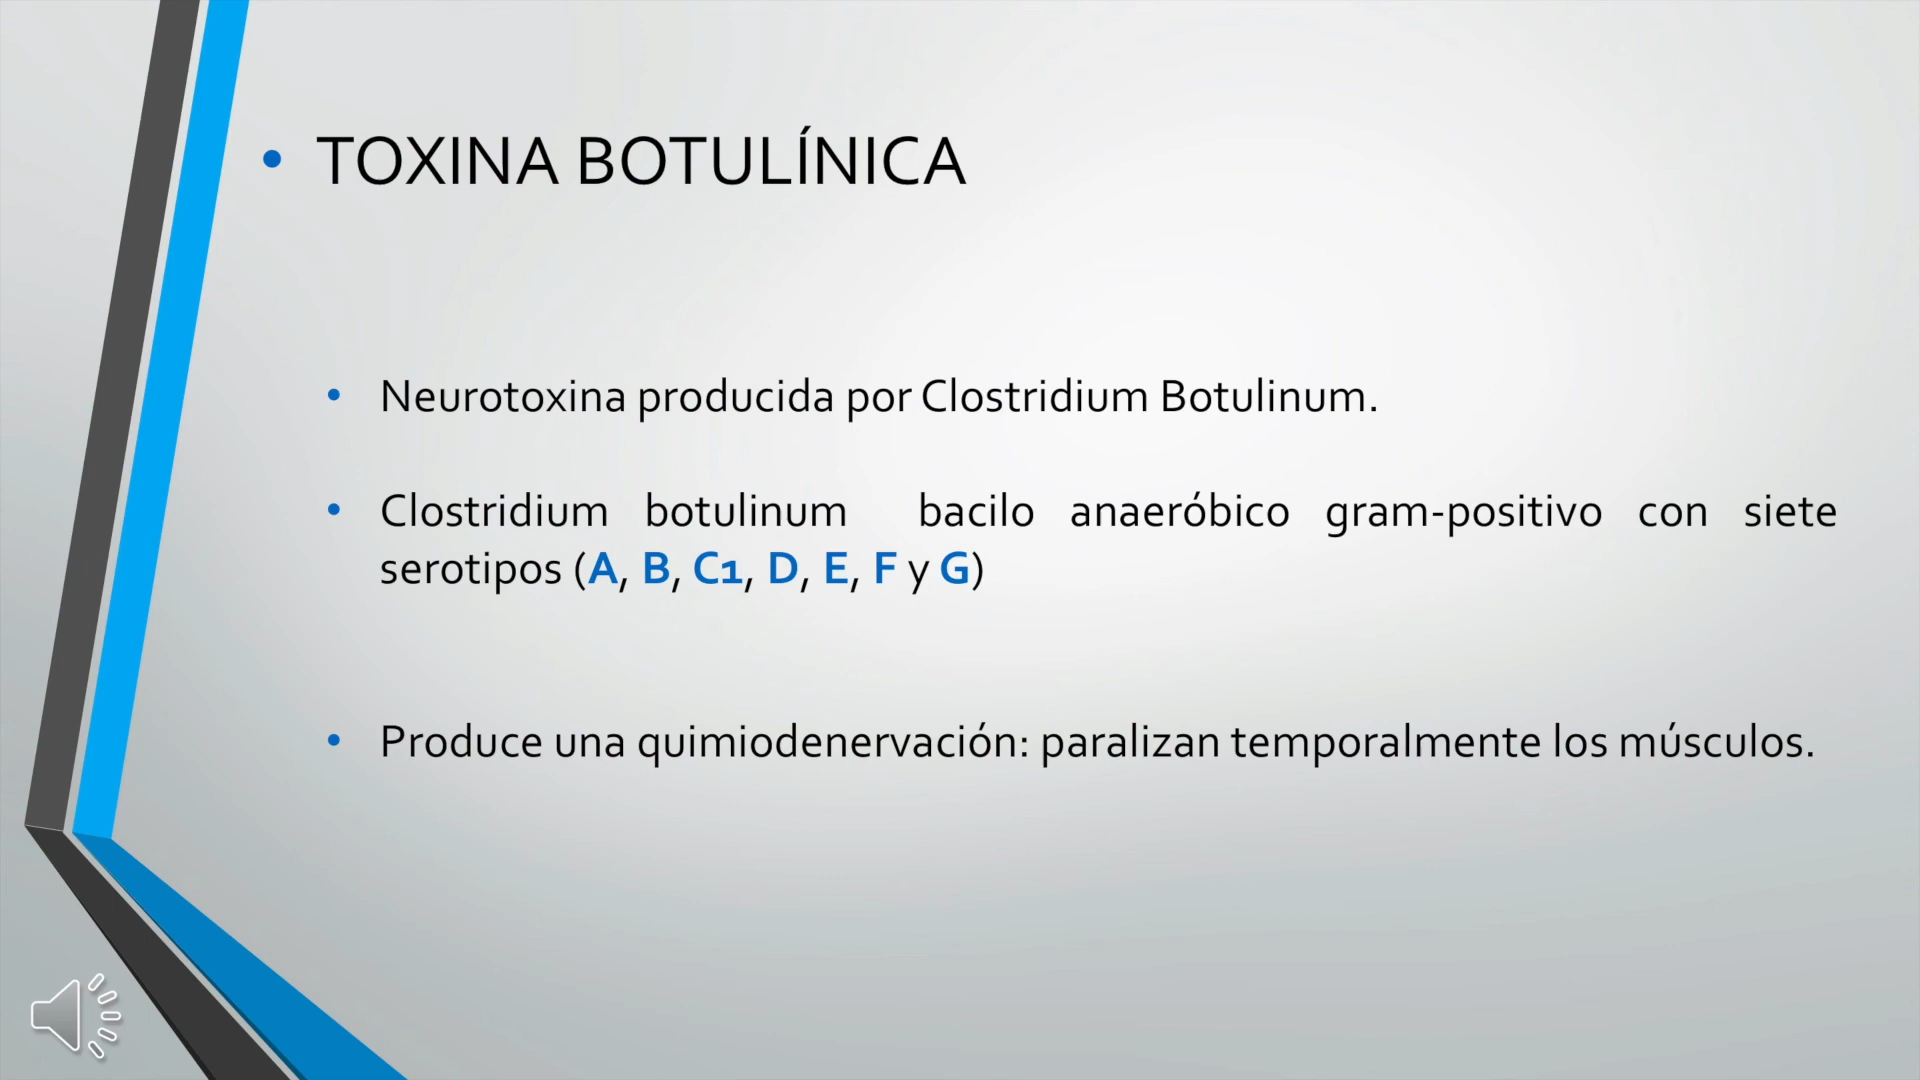 • TOXINA BOTULÍNICA
• Neurotoxina producida por Clostridium Botulinum.
• Clostridium botulinum bacilo anaeróbico gram-positivo con siete
serotipos (A, B, C1, D, E, F y G)
• Produce una quimiodenervación: paralizan temporalmente los músculos.